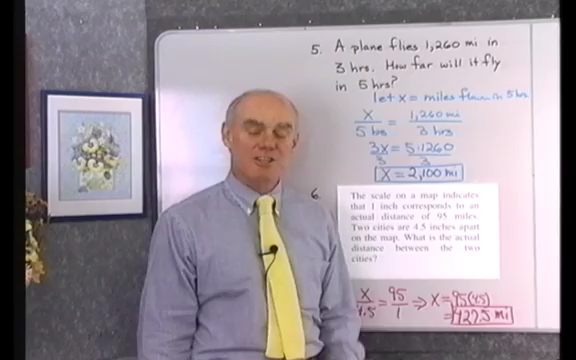 5. A plane flies 1,260 mi in
3 hrs. How far will it fly
in 5 hrs?
let x = miles flown in 5 hrs
x / 5 hrs = 1,260 mi / 3 hrs
3x / 3 = 5·1260 / 3
x = 2,100 mi
6.
The scale on a map indicates
that 1 inch corresponds to an
actual distance of 95 miles.
Two cities are 4.5 inches apart
on the map. What is the actual
distance between the two
cities?
x / 4.5 = 95 / 1 ⇒ x = 95(4.5)
= 427.5 mi